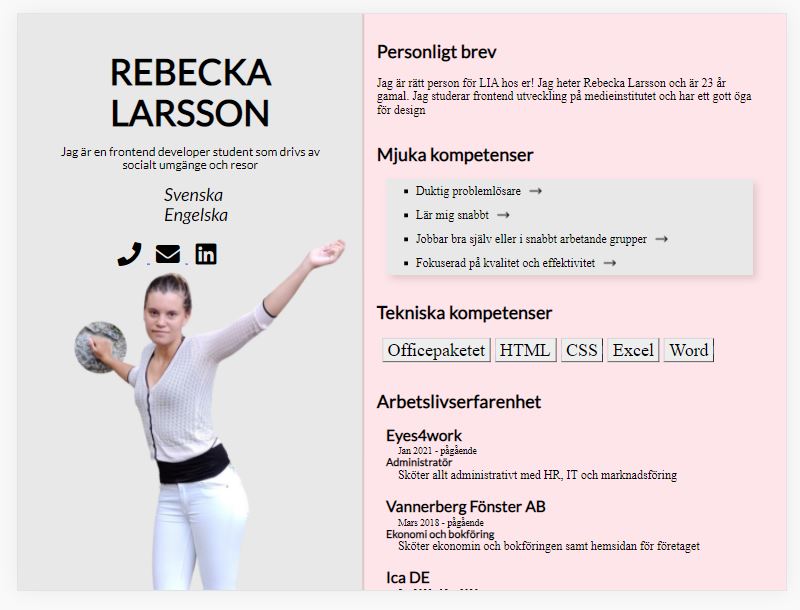 REBECKA
LARSSON
Jag är en frontend developer student som drivs av
socialt umgänge och resor
Svenska
Engelska
Personligt brev
Jag är rätt person för LIA hos er! Jag heter Rebecka Larsson och är 23 år
gamal. Jag studerar frontend utveckling på medieinstitutet och har ett gott öga
för design
Mjuka kompetenser
Duktig problemlösare
Lär mig snabbt
Jobbar bra själv eller i snabbt arbetande grupper
Fokuserad på kvalitet och effektivitet
Tekniska kompetenser
Officepaketet HTML CSS Excel Word
Arbetslivserfarenhet
Eyes4work
Jan 2021 - pågående
Administratör
Sköter allt administrativt med HR, IT och marknadsföring
Vannerberg Fönster AB
Mars 2018 - pågående
Ekonomi och bokföring
Sköter ekonomin och bokföringen samt hemsidan för företaget
Ica DE